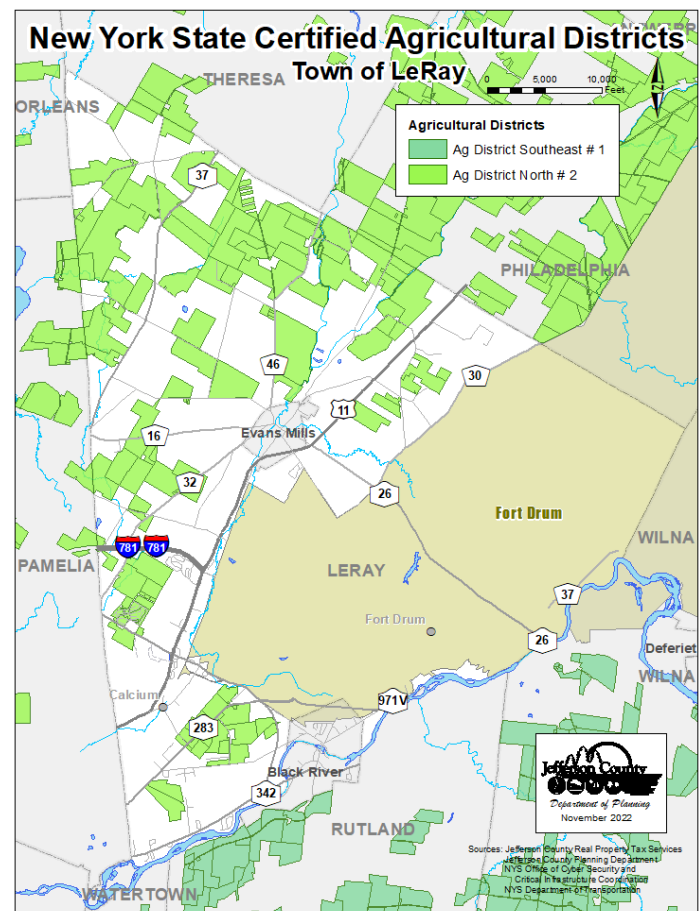 New York State Certified Agricultural Districts
Town of LeRay
THERESA
ORLEANS
0 5,000 10,000
Feet
N
Agricultural Districts
Ag District Southeast # 1
Ag District North # 2
37
PHILADELPHIA
46
30
11
16
Evans Mills
32
26
Fort Drum
781 781
WILNA
PAMELIA
LERAY
37
Fort Drum
26
Deferiet
WILNA
Calcium
971V
283
Black River
342
RUTLAND
WATERTOWN
Jefferson County
Department of Planning
November 2022
Sources: Jefferson County Real Property Tax Services
Jefferson County Planning Department
NYS Office of Cyber Security and
Critical Infrastructure Coordination
NYS Department of Transportation